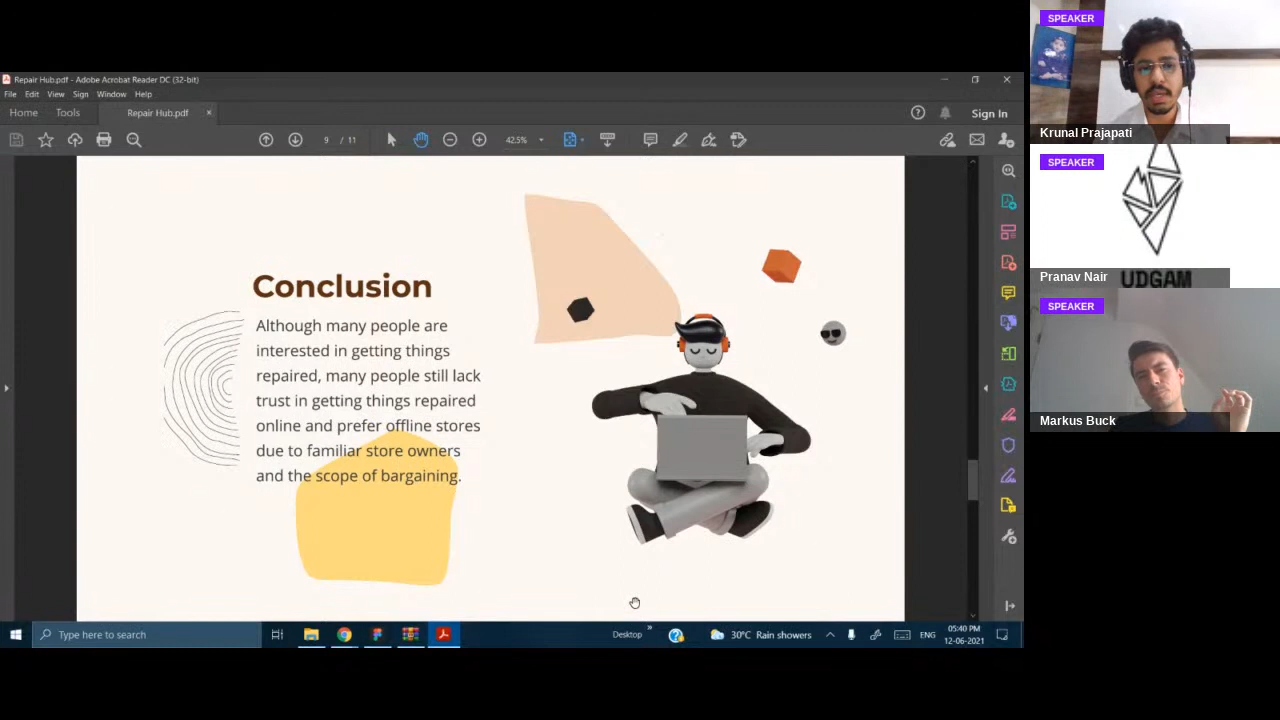 Repair Hub.pdf - Adobe Acrobat Reader DC (32-bit)
File Edit View Sign Window Help
Home Tools Repair Hub.pdf × Sign In
9 / 11 42.5%
Conclusion
Although many people are
interested in getting things
repaired, many people still lack
trust in getting things repaired
online and prefer offline stores
due to familiar store owners
and the scope of bargaining.
Type here to search
Desktop
30°C Rain showers
ENG
05:40 PM
12-06-2021
SPEAKER
Krunal Prajapati
SPEAKER
UDGAM
Pranav Nair
SPEAKER
Markus Buck